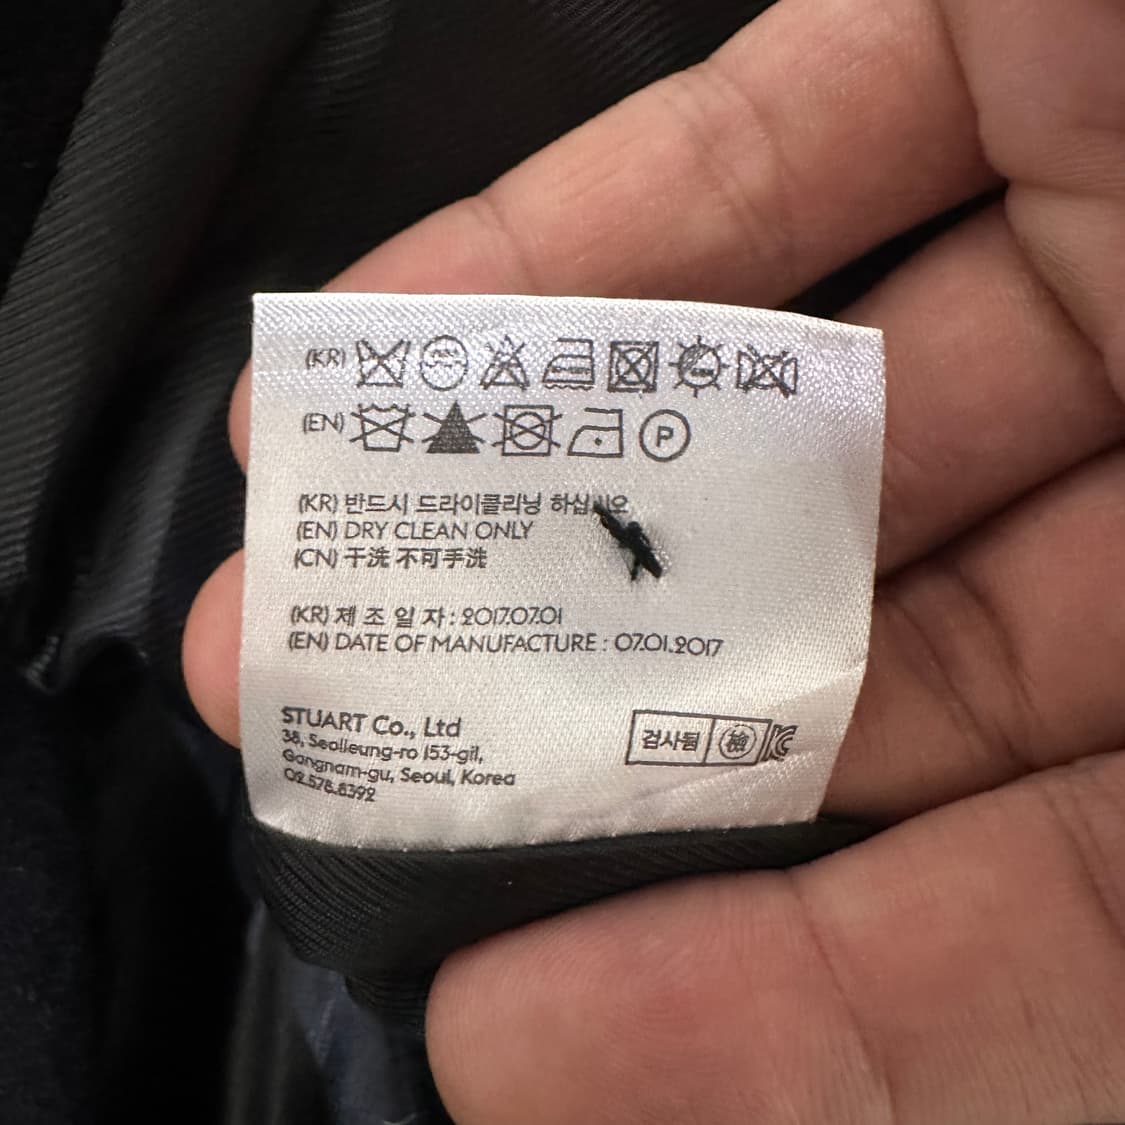 (KR)
(EN) P
(KR) 반드시 드라이클리닝 하십시오
(EN) DRY CLEAN ONLY
(CN) 干洗 不可手洗
(KR) 제 조 일 자 : 2017.07.01
(EN) DATE OF MANUFACTURE : 07.01.2017
STUART Co., Ltd
38, Seolleung-ro 153-gil,
Gangnam-gu, Seoul, Korea
02.578.8392
검사됨 檢 KC